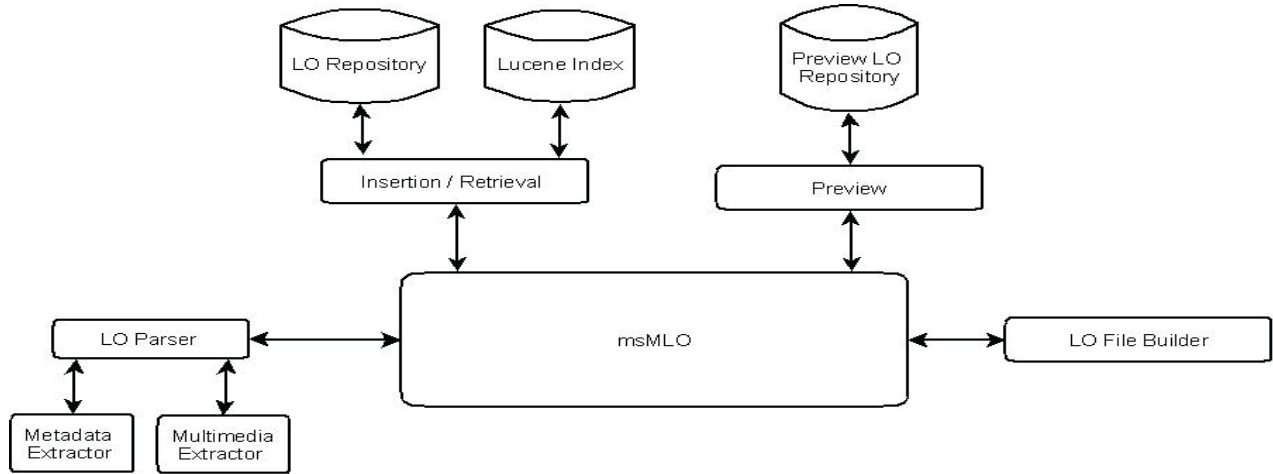 LO Repository
Lucene Index
Preview LO
Repository
Insertion / Retrieval
Preview
LO Parser
msMLO
LO File Builder
Metadata
Extractor
Multimedia
Extractor